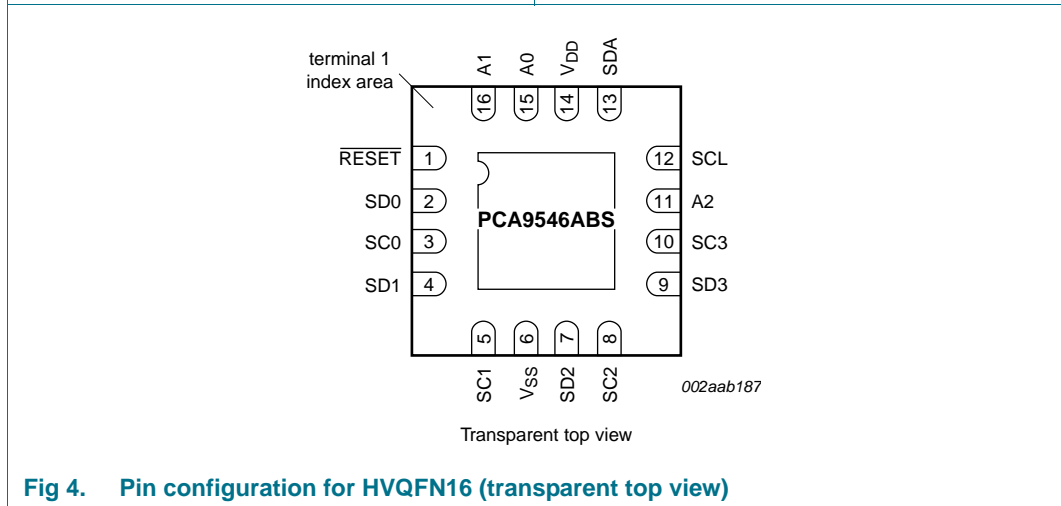 terminal 1
index area
A1
A0
VDD
SDA
16
15
14
13
RESET 1
12 SCL
SD0 2
11 A2
PCA9546ABS
SC0 3
10 SC3
SD1 4
9 SD3
5
6
7
8
SC1
VSS
SD2
SC2
002aab187
Transparent top view
Fig 4. Pin configuration for HVQFN16 (transparent top view)